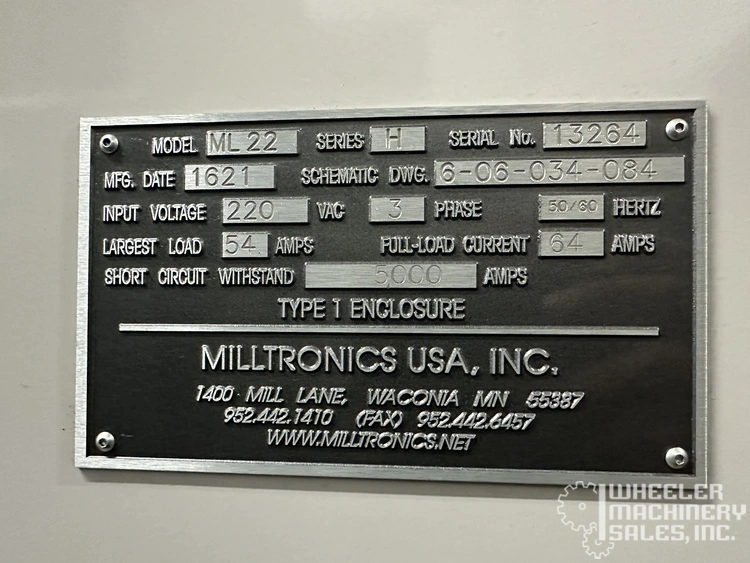 MODEL ML 22 SERIES H SERIAL No. 13264
MFG. DATE 1621 SCHEMATIC DWG. 6-06-034-084
INPUT VOLTAGE 220 VAC 3 PHASE 50/60 HERTZ
LARGEST LOAD 54 AMPS FULL-LOAD CURRENT 64 AMPS
SHORT CIRCUIT WITHSTAND 5,000 AMPS
TYPE 1 ENCLOSURE
MILLTRONICS USA, INC.
1400 MILL LANE, WACONIA MN 55387
952.442.1410 (FAX) 952.442.6457
WWW.MILLTRONICS.NET
WHEELER
MACHINERY
SALES, INC.